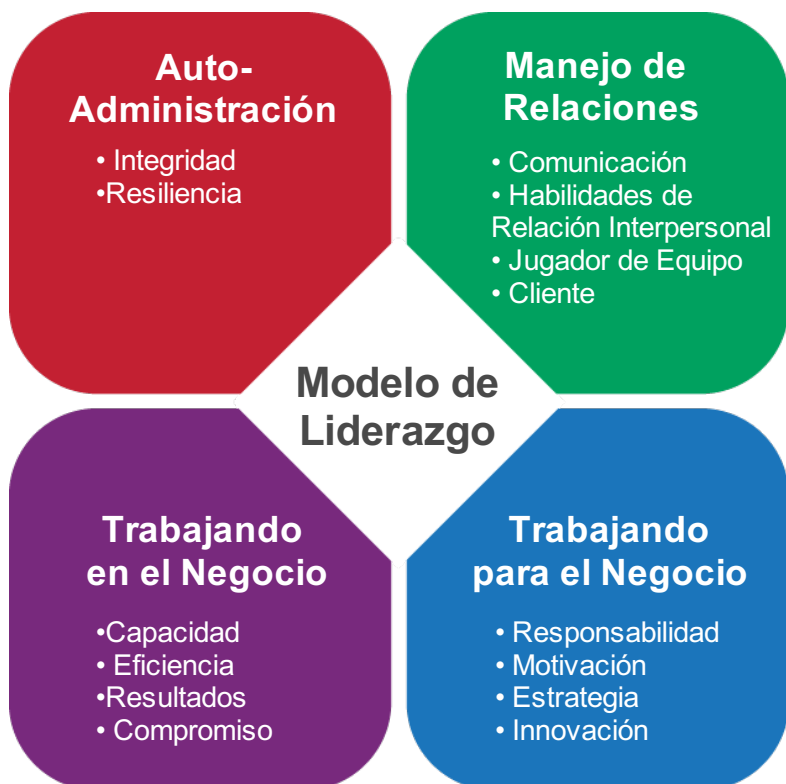 Auto-
Administración
• Integridad
•Resiliencia
Manejo de
Relaciones
• Comunicación
• Habilidades de
Relación Interpersonal
• Jugador de Equipo
• Cliente
Modelo de
Liderazgo
Trabajando
en el Negocio
•Capacidad
• Eficiencia
•Resultados
• Compromiso
Trabajando
para el Negocio
• Responsabilidad
• Motivación
• Estrategia
• Innovación